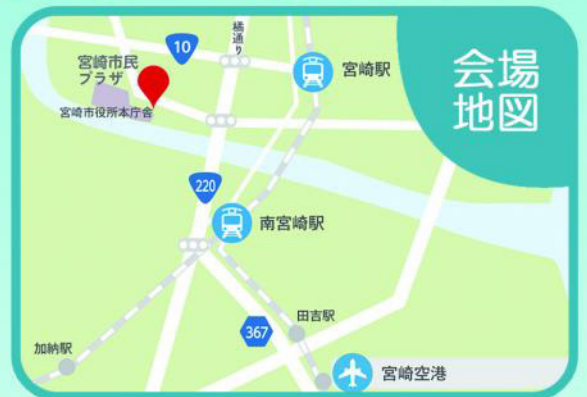 会場
地図
橘通り
10
宮崎市民
プラザ
宮崎駅
宮崎市役所本庁舎
220
南宮崎駅
367
田吉駅
加納駅
宮崎空港